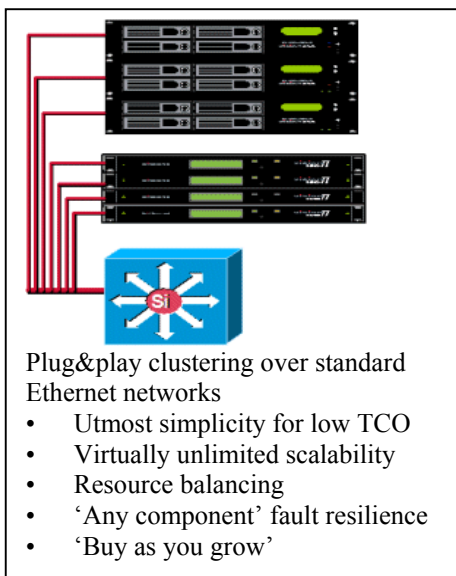 Si
Plug&play clustering over standard
Ethernet networks
• Utmost simplicity for low TCO
• Virtually unlimited scalability
• Resource balancing
• ‘Any component’ fault resilience
• ‘Buy as you grow’